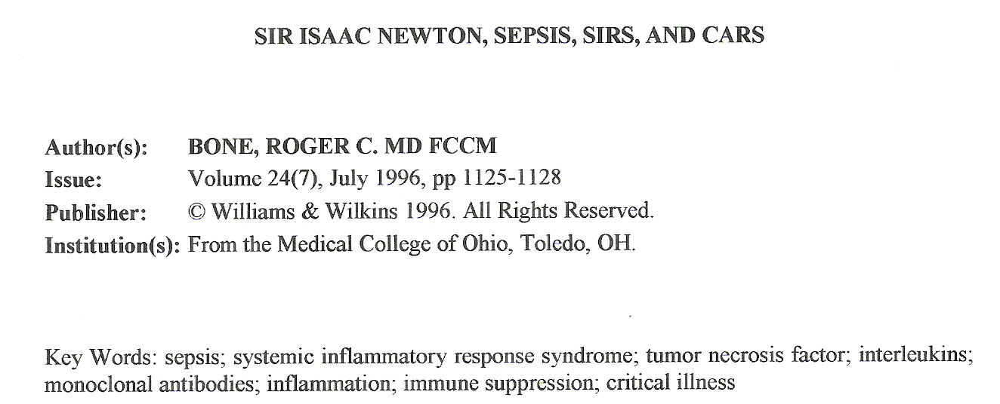 SIR ISAAC NEWTON, SEPSIS, SIRS, AND CARS
Author(s): BONE, ROGER C. MD FCCM
Issue: Volume 24(7), July 1996, pp 1125-1128
Publisher: © Williams & Wilkins 1996. All Rights Reserved.
Institution(s): From the Medical College of Ohio, Toledo, OH.
Key Words: sepsis; systemic inflammatory response syndrome; tumor necrosis factor; interleukins;
monoclonal antibodies; inflammation; immune suppression; critical illness